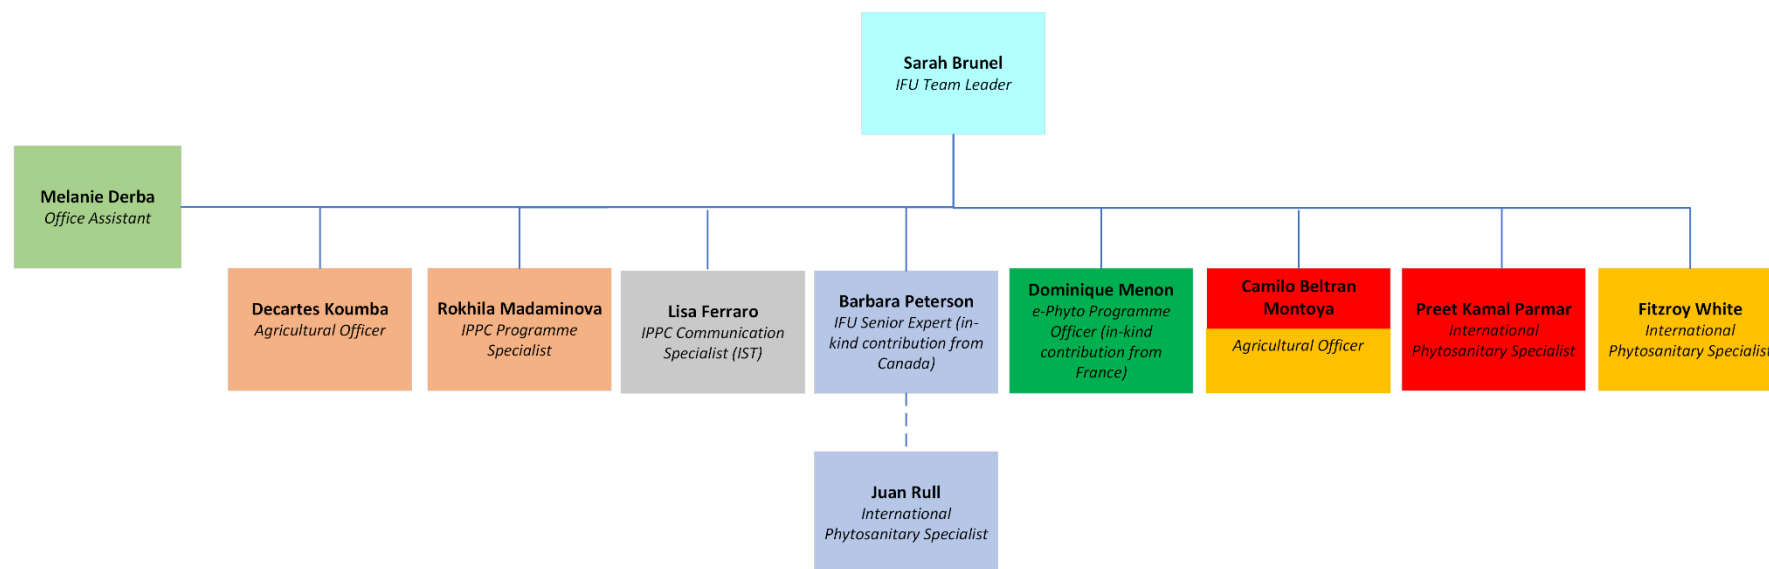 Sarah Brunel
IFU Team Leader
Melanie Derba
Office Assistant
Decartes Koumba
Agricultural Officer
Rokhila Madaminova
IPPC Programme
Specialist
Lisa Ferraro
IPPC Communication
Specialist (IST)
Barbara Peterson
IFU Senior Expert (in-
kind contribution from
Canada)
Dominique Menon
e-Phyto Programme
Officer (in-kind
contribution from
France)
Camilo Beltran
Montoya
Agricultural Officer
Preet Kamal Parmar
International
Phytosanitary Specialist
Fitzroy White
International
Phytosanitary Specialist
Juan Rull
International
Phytosanitary Specialist